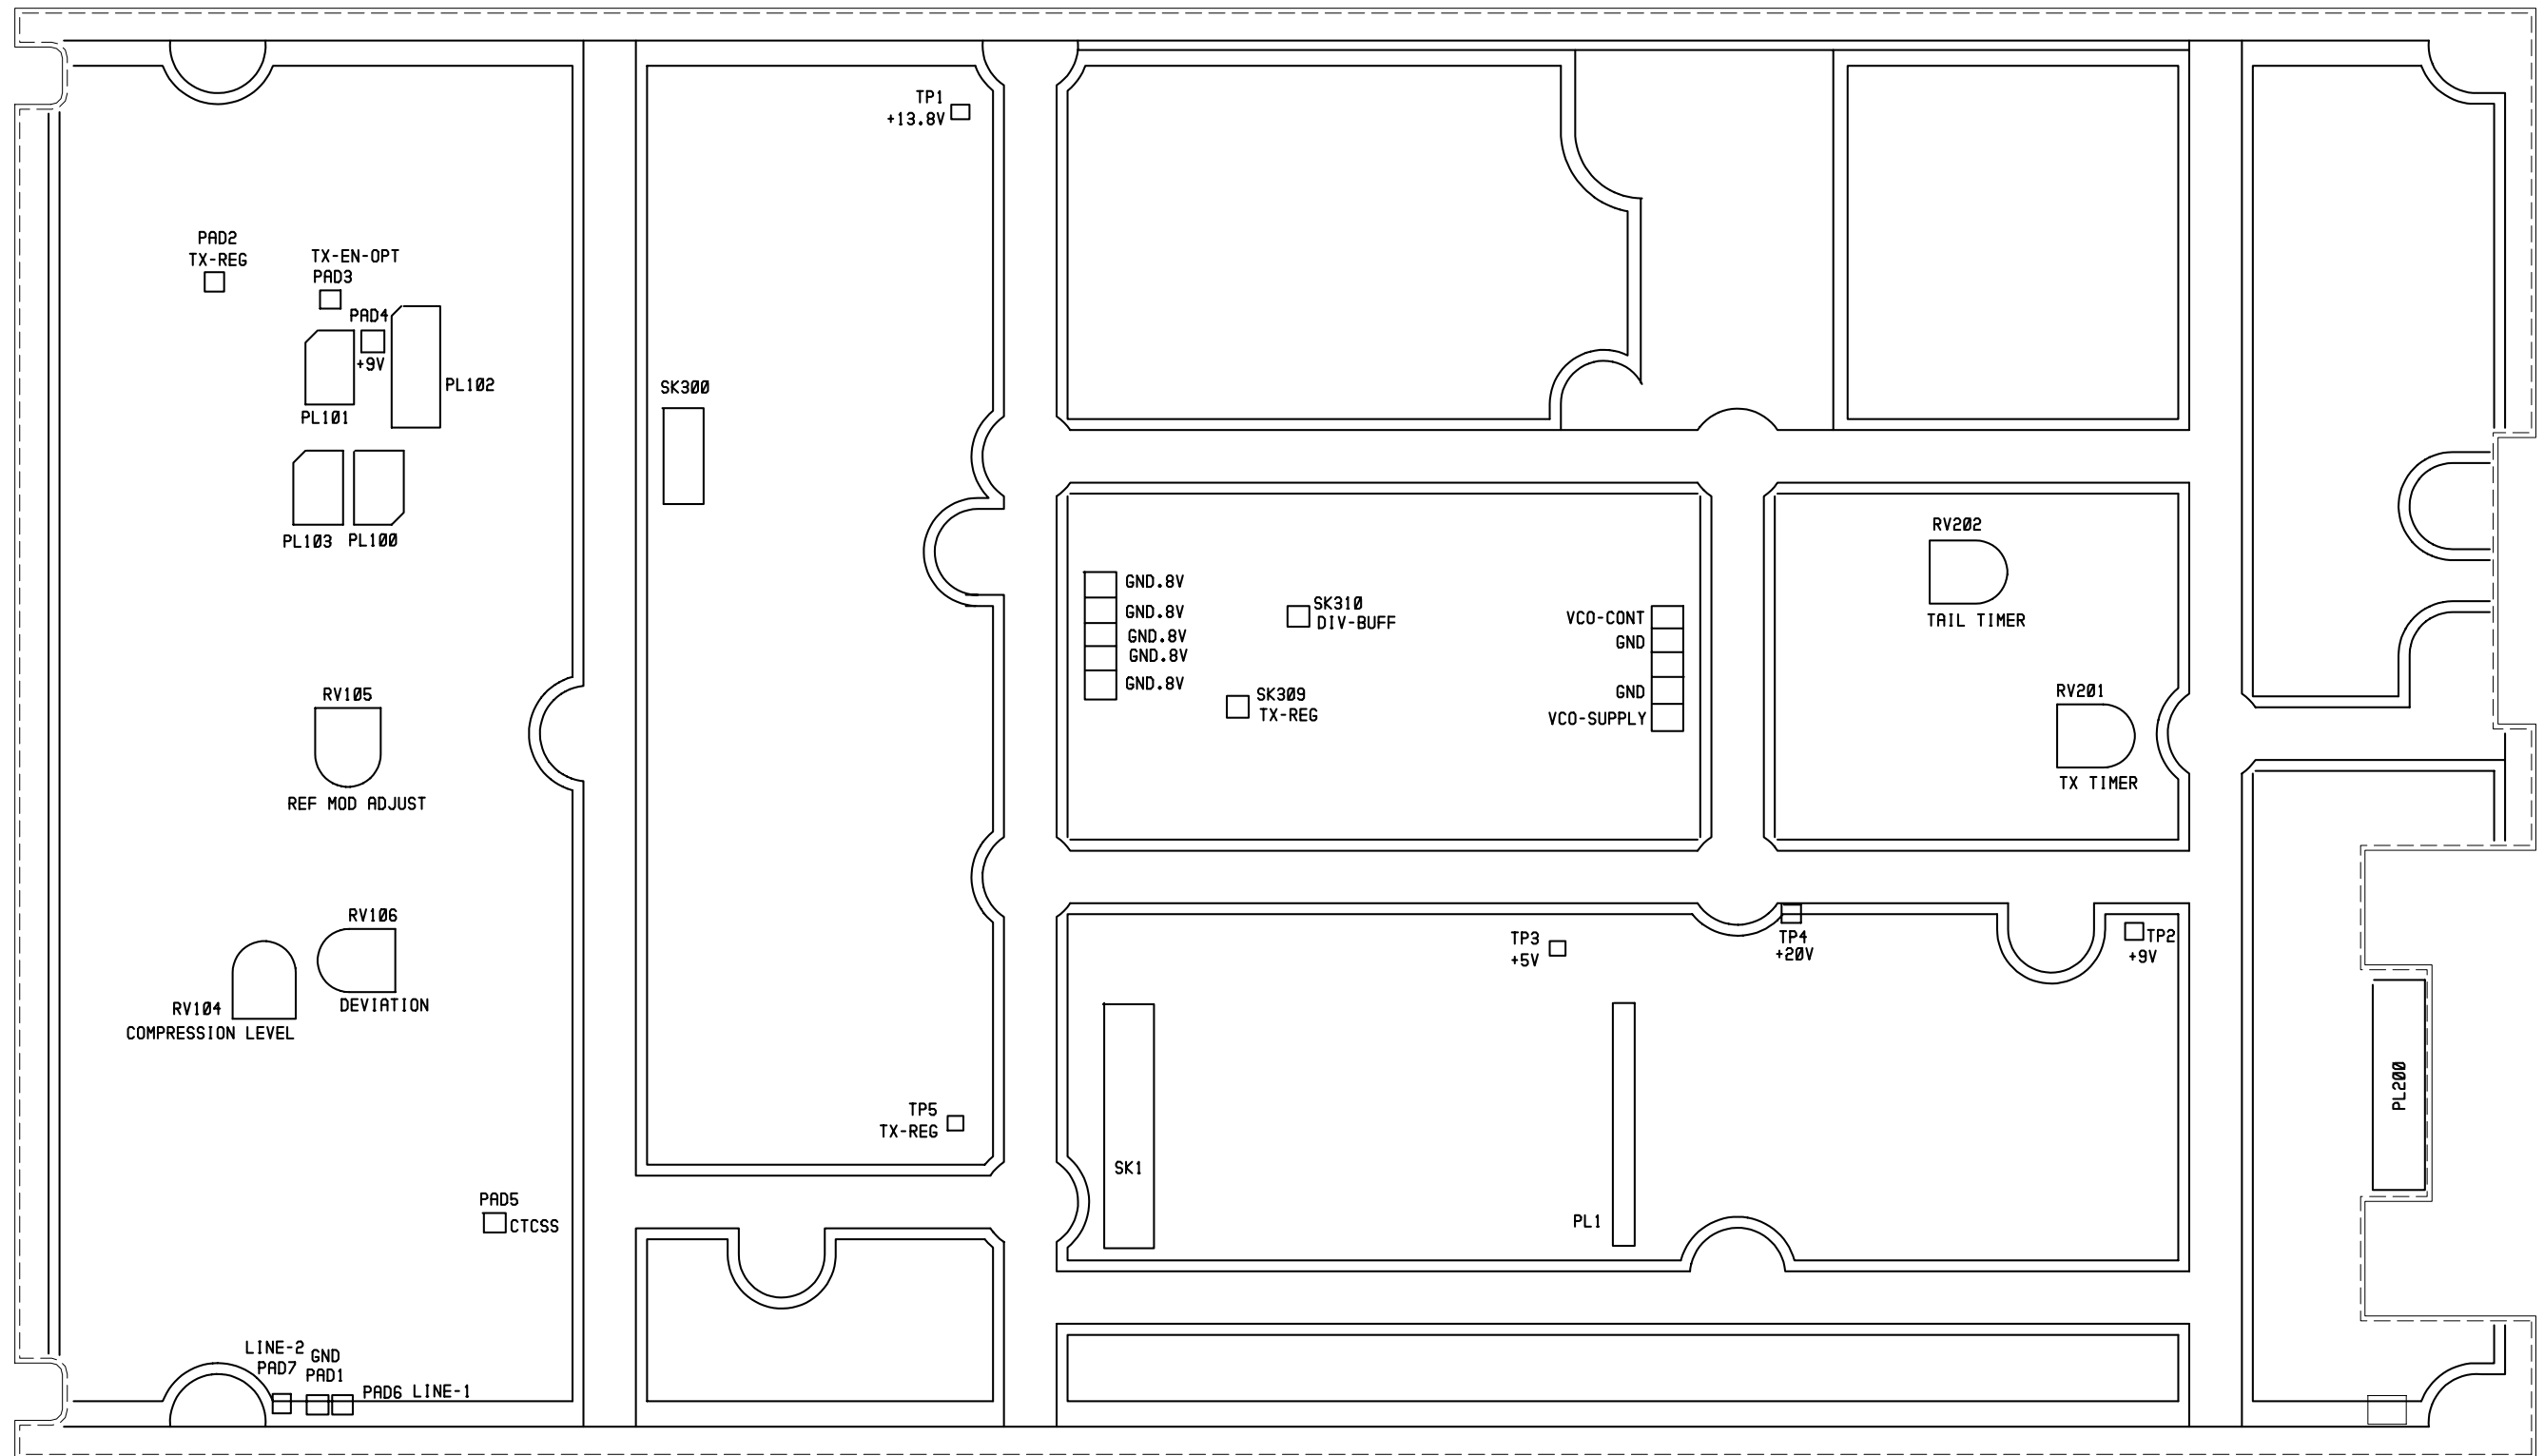 TP1
+13.8V
PAD2
TX-REG
TX-EN-OPT
PAD3
PAD4
+9V
PL102
PL101
PL103
PL100
SK300
RV105
REF MOD ADJUST
RV106
DEVIATION
RV104
COMPRESSION LEVEL
PAD5
CTCSS
LINE-2
PAD7
GND
PAD1
PAD6 LINE-1
TP5
TX-REG
GND.8V
GND.8V
GND.8V
GND.8V
GND.8V
SK310
DIV-BUFF
SK309
TX-REG
VCO-CONT
GND
GND
VCO-SUPPLY
RV202
TAIL TIMER
RV201
TX TIMER
TP3
+5V
TP4
+20V
TP2
+9V
SK1
PL1
PL200